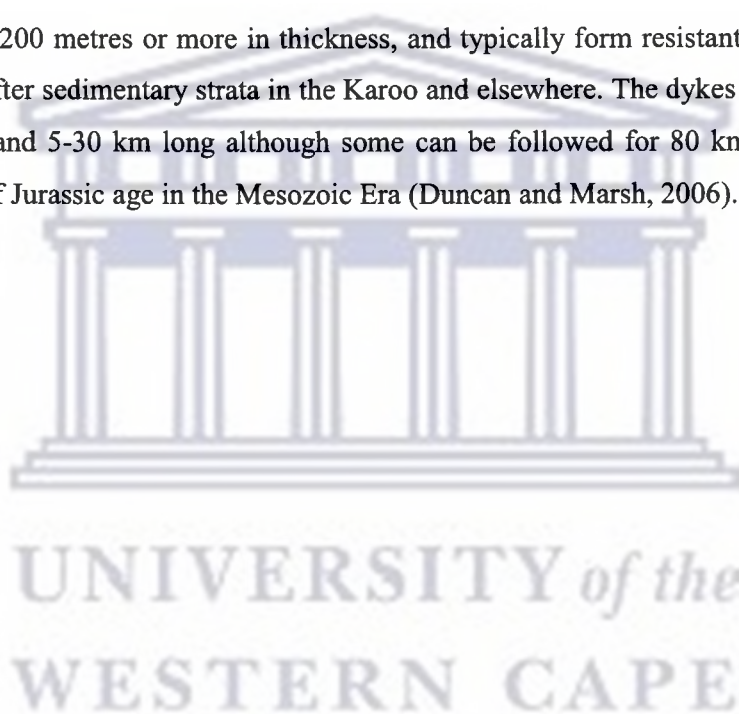 200 metres or more in thickness, and typically form resistant
fter sedimentary strata in the Karoo and elsewhere. The dykes
and 5-30 km long although some can be followed for 80 km
f Jurassic age in the Mesozoic Era (Duncan and Marsh, 2006).
UNIVERSITY of the
WESTERN CAPE